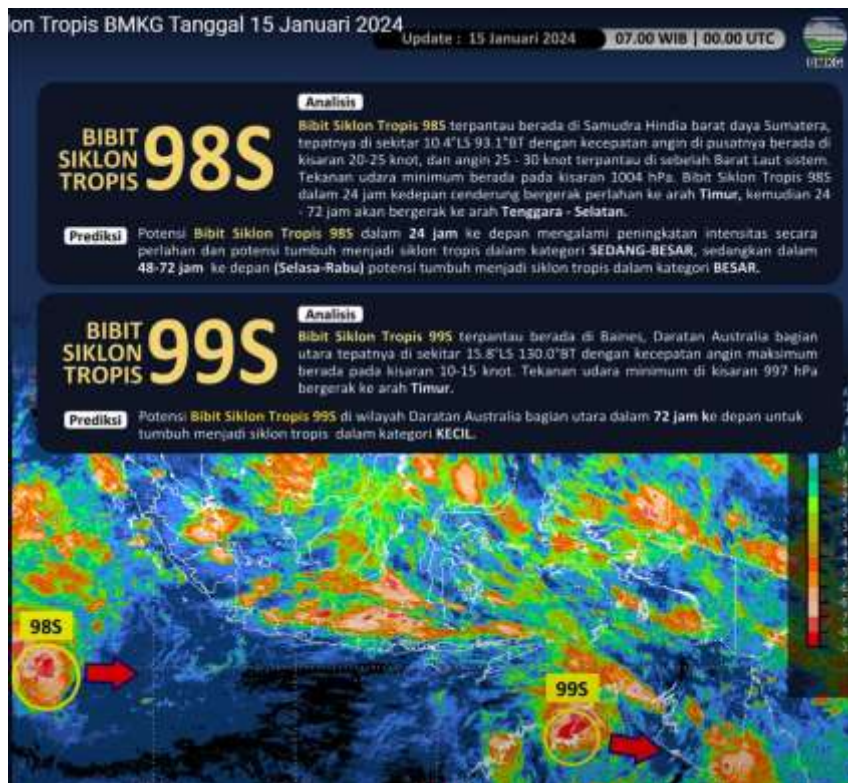 lon Tropis BMKG Tanggal 15 Januari 2024
Update : 15 Januari 2024 07.00 WIB | 00.00 UTC
BMKG
BIBIT
SIKLON
TROPIS
98S
Analisis
Bibit Siklon Tropis 98S terpantau berada di Samudra Hindia barat daya Sumatera,
tepatnya di sekitar 10.4°LS 93.1°BT dengan kecepatan angin di pusatnya berada di
kisaran 20-25 knot, dan angin 25 - 30 knot terpantau di sebelah Barat Laut sistem.
Tekanan udara minimum berada pada kisaran 1004 hPa. Bibit Siklon Tropis 98S
dalam 24 jam kedepan cenderung bergerak perlahan ke arah Timur, kemudian 24
- 72 jam akan bergerak ke arah Tenggara - Selatan.
Prediksi
Potensi Bibit Siklon Tropis 98S dalam 24 jam ke depan mengalami peningkatan intensitas secara
perlahan dan potensi tumbuh menjadi siklon tropis dalam kategori SEDANG-BESAR, sedangkan dalam
48-72 jam ke depan (Selasa-Rabu) potensi tumbuh menjadi siklon tropis dalam kategori BESAR.
BIBIT
SIKLON
TROPIS
99S
Analisis
Bibit Siklon Tropis 99S terpantau berada di Baines, Daratan Australia bagian
utara tepatnya di sekitar 15.8°LS 130.0°BT dengan kecepatan angin maksimum
berada pada kisaran 10-15 knot. Tekanan udara minimum di kisaran 997 hPa
bergerak ke arah Timur.
Prediksi
Potensi Bibit Siklon Tropis 99S di wilayah Daratan Australia bagian utara dalam 72 jam ke depan untuk
tumbuh menjadi siklon tropis dalam kategori KECIL.
98S
99S